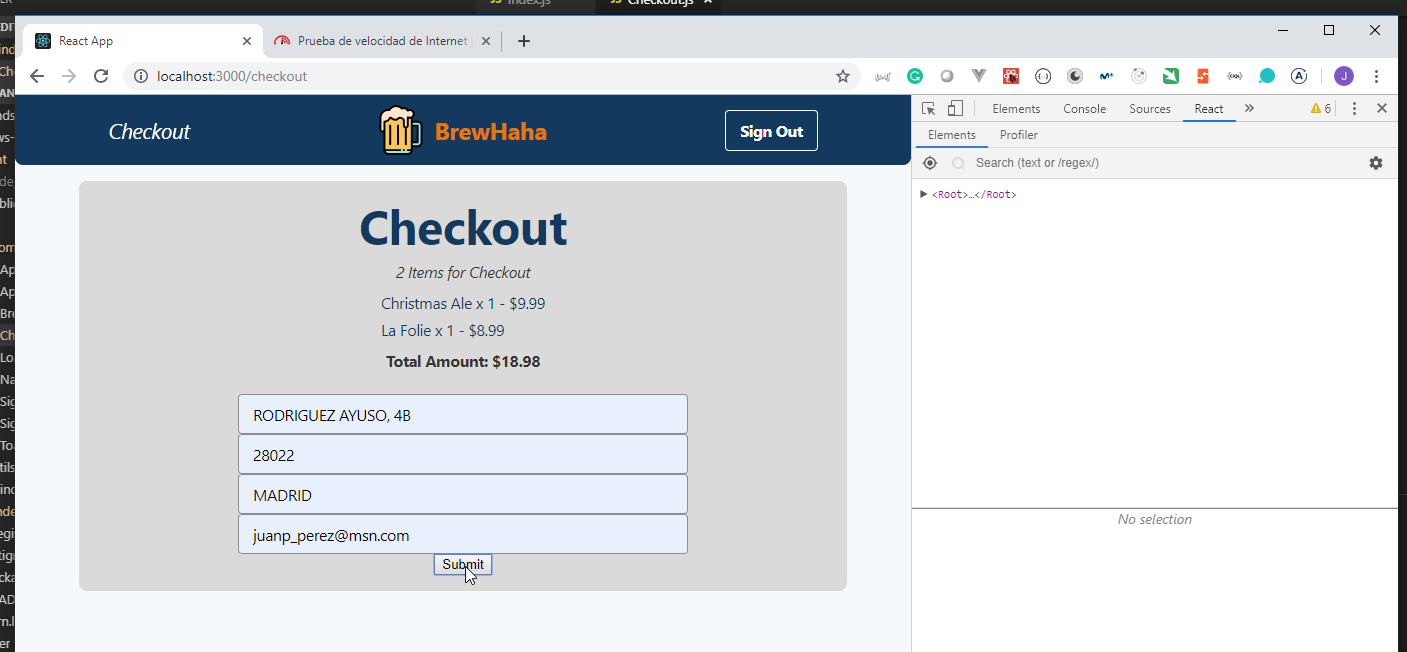 index.js
Checkout.js
React App
Prueba de velocidad de Internet
localhost:3000/checkout
J
Checkout
BrewHaha
Sign Out
Checkout
2 Items for Checkout
Christmas Ale x 1 - $9.99
La Folie x 1 - $8.99
Total Amount: $18.98
RODRIGUEZ AYUSO, 4B
28022
MADRID
juanp_perez@msn.com
Submit
Elements Console Sources React 6
Elements Profiler
Search (text or /regex/)
<Root>…</Root>
No selection